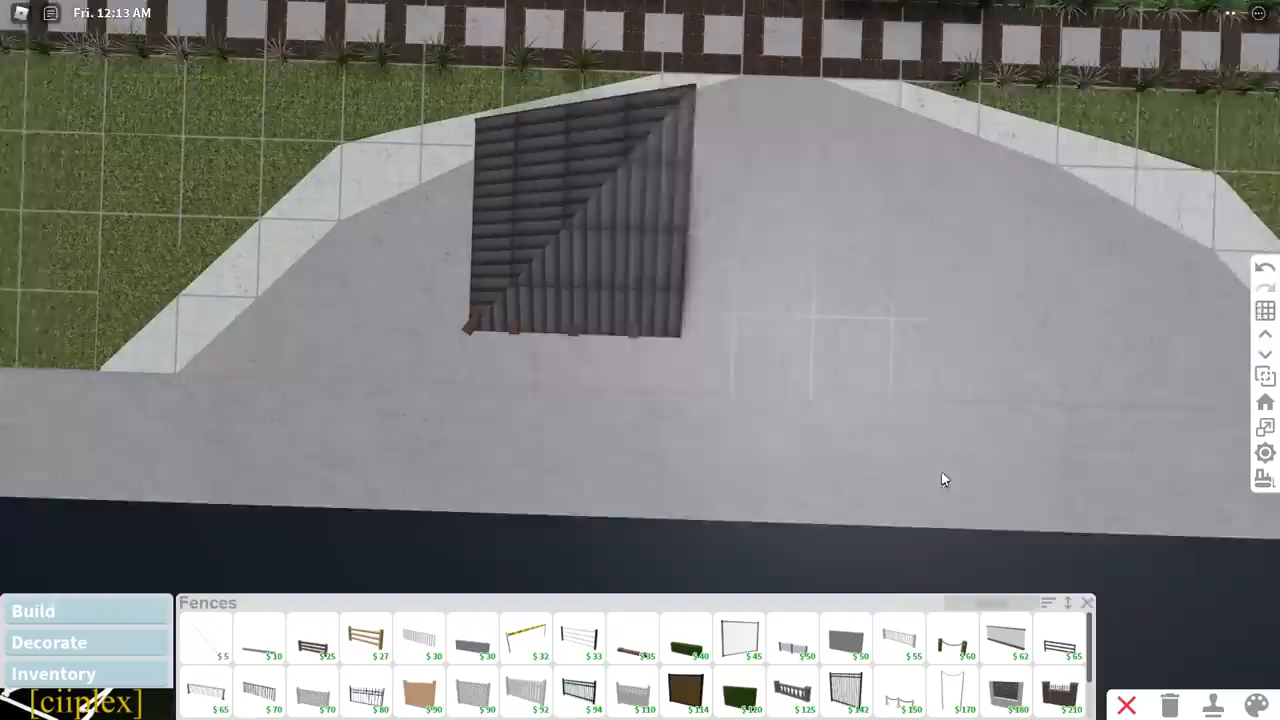 Fri. 12:13 AM
Build
Decorate
Inventory
Fences
$5 $10 $25 $27 $30 $30 $32 $33 $35 $40 $45 $50 $50 $55 $60 $62 $65
$65 $70 $70 $80 $90 $90 $92 $94 $110 $114 $120 $125 $142 $150 $170 $180 $210
[ciiplex]